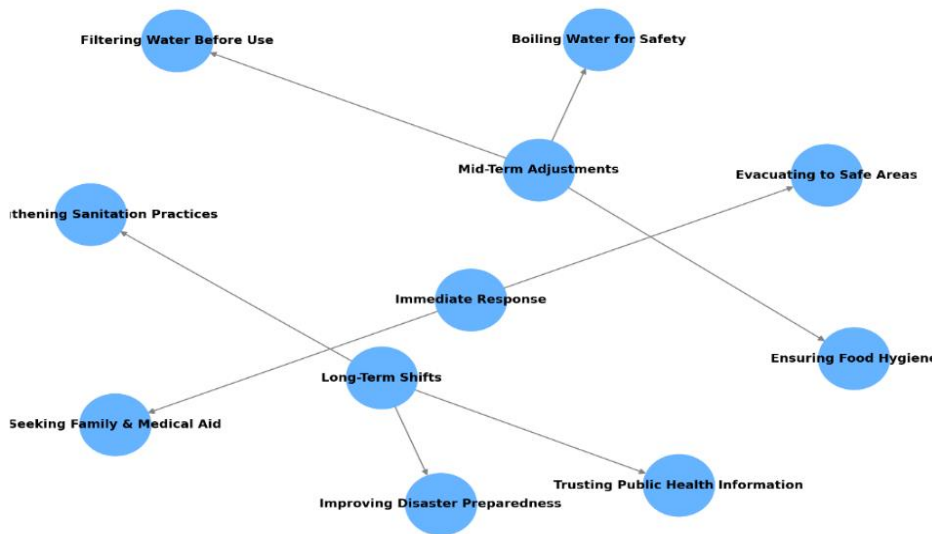 Filtering Water Before Use
Boiling Water for Safety
Mid-Term Adjustments
Evacuating to Safe Areas
thening Sanitation Practices
Immediate Response
Ensuring Food Hygiene
Long-Term Shifts
Seeking Family & Medical Aid
Trusting Public Health Information
Improving Disaster Preparedness